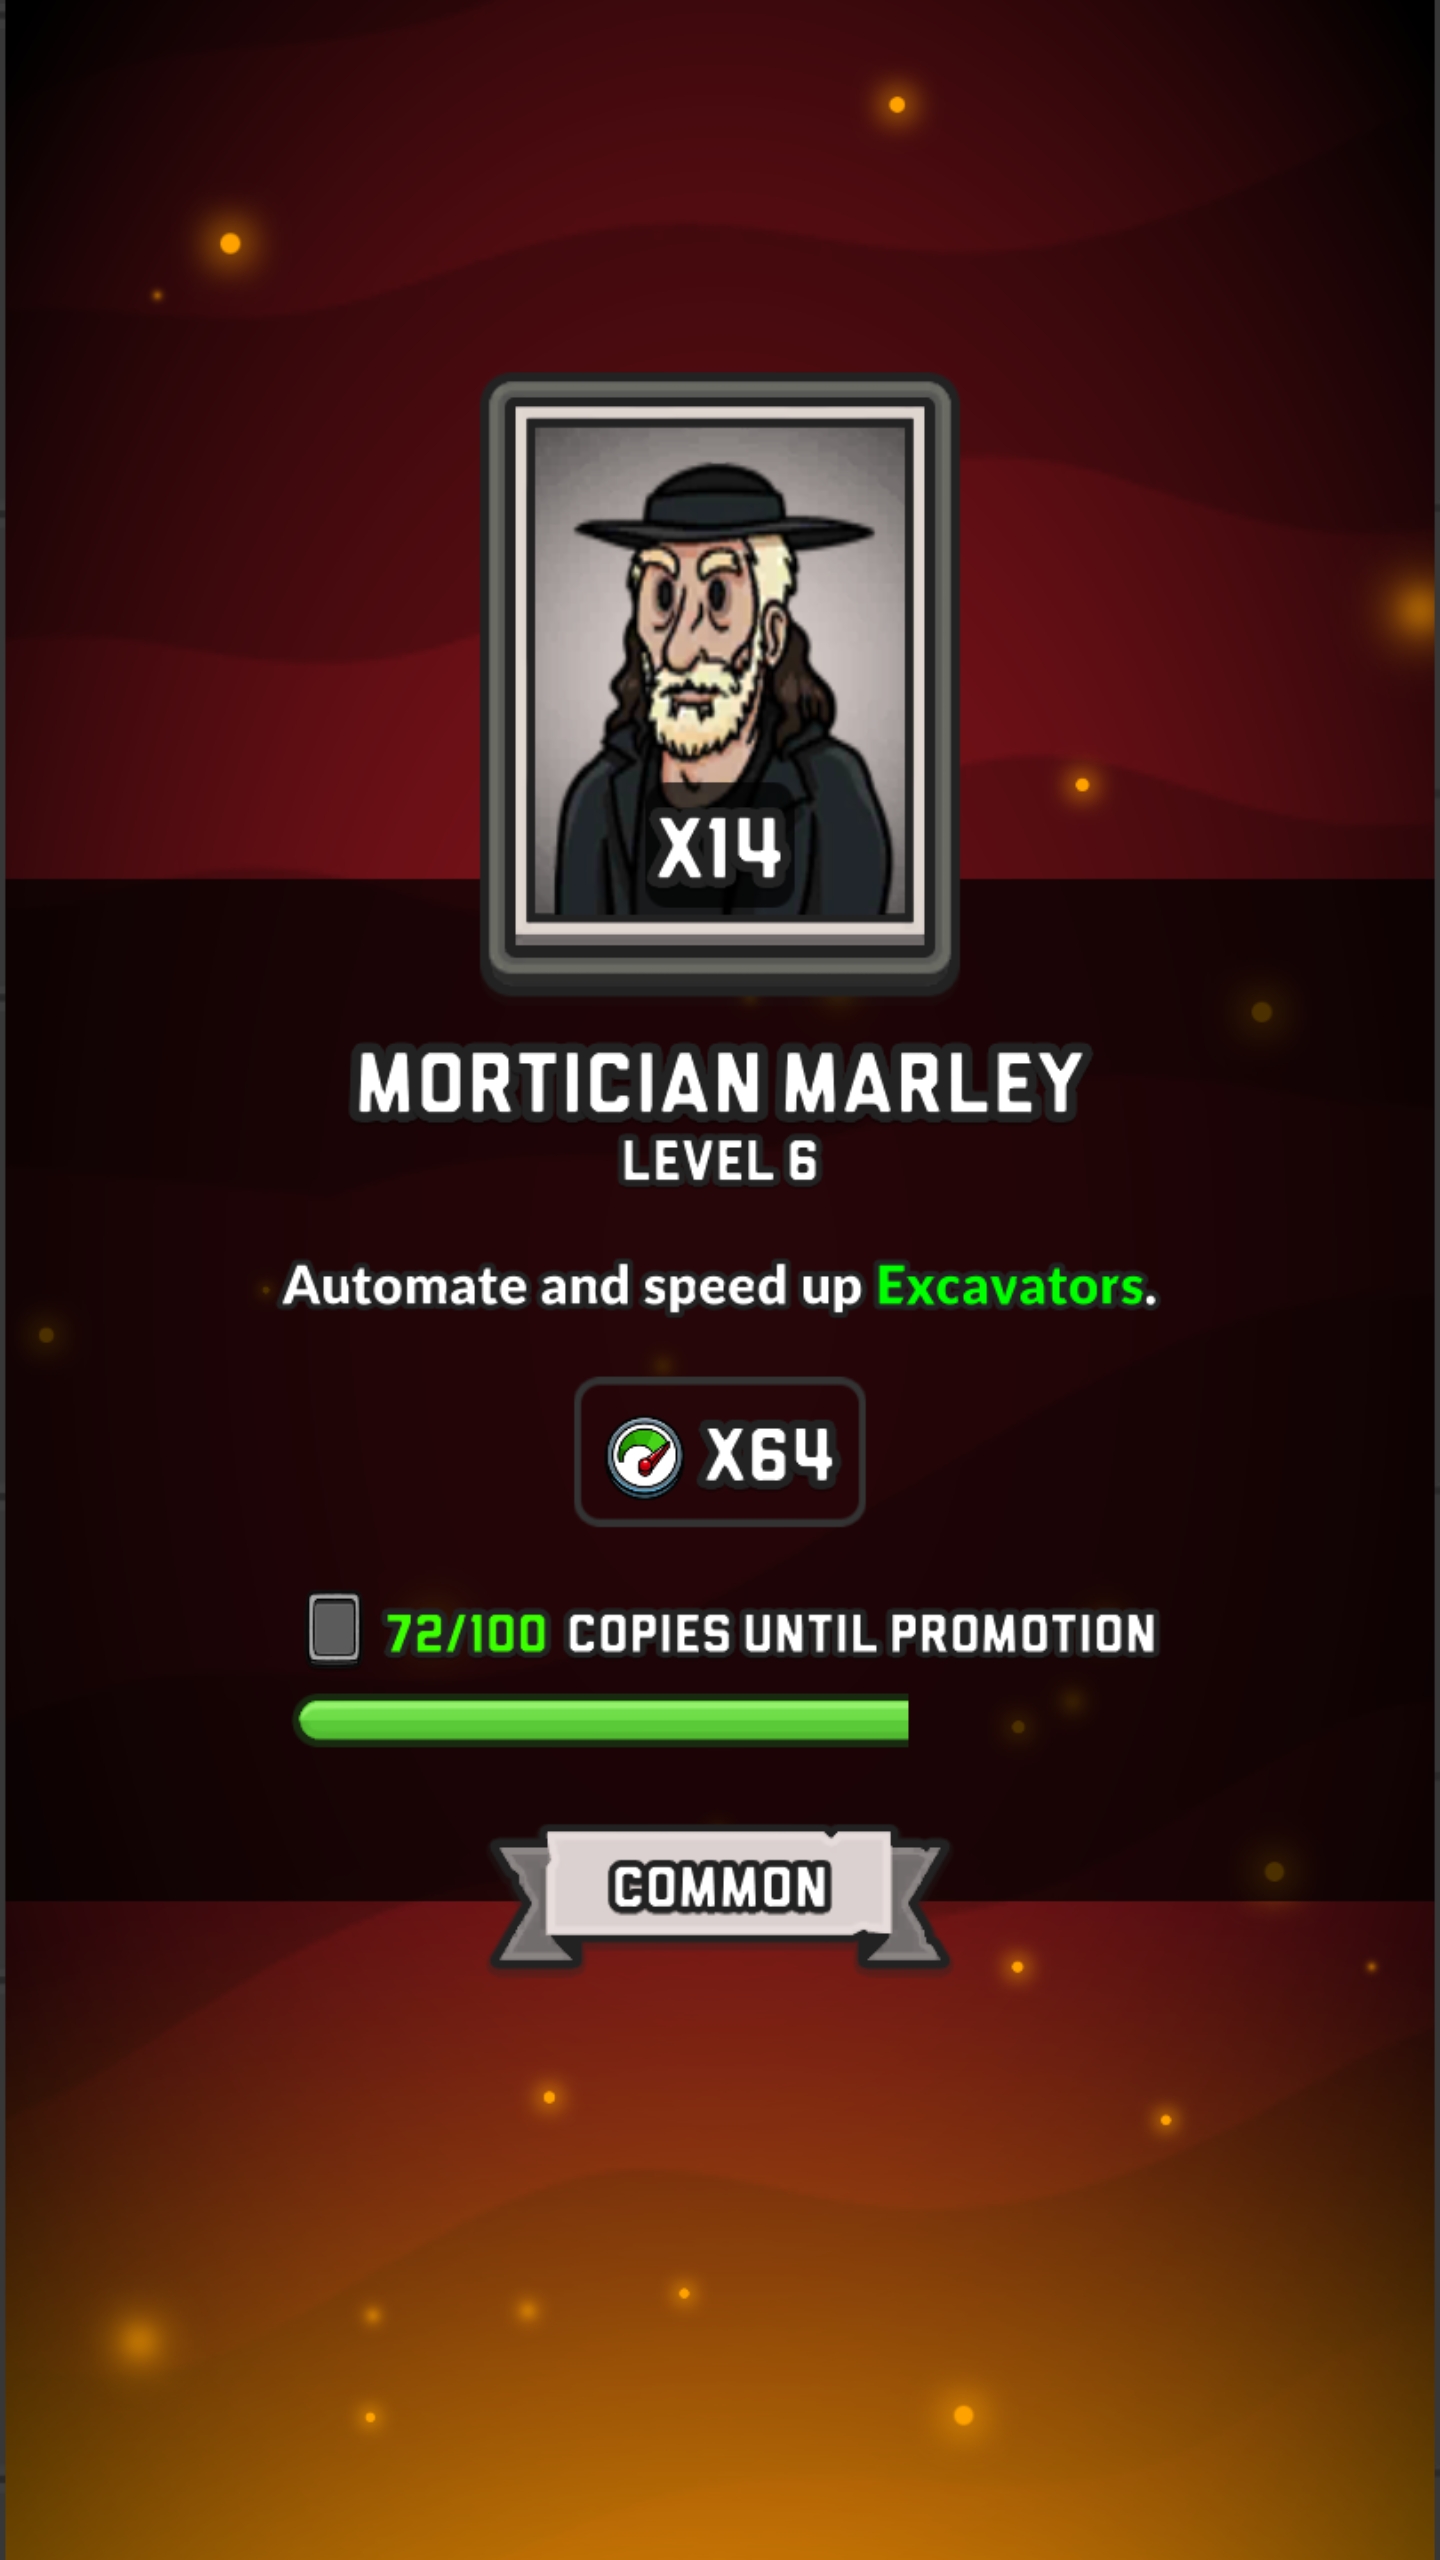 X14
MORTICIAN MARLEY
LEVEL 6
Automate and speed up Excavators.
X64
72/100 COPIES UNTIL PROMOTION
COMMON